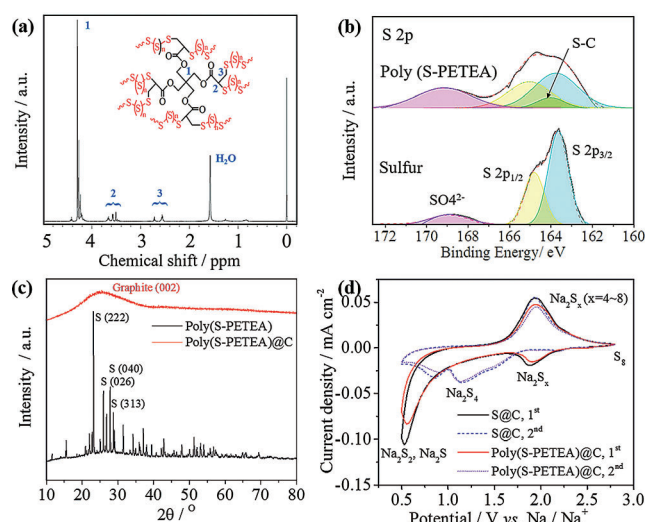 (a)
1
2
3
1
2
3
H₂O
Intensity / a.u.
5
4
3
2
1
0
Chemical shift / ppm
(b)
S 2p
S-C
Poly (S-PETEA)
Sulfur
S 2p₁/₂
S 2p₃/₂
SO4²⁻
Intensity / a.u.
172
169
166
164
162
160
Binding Energy/ eV
(c)
Graphite (002)
S (222)
Poly(S-PETEA)
Poly(S-PETEA)@C
S (040)
S (026)
S (313)
Intensity / a.u.
10
20
30
40
50
60
70
80
2θ / °
(d)
Na₂Sₓ (x=4~8)
S₈
Na₂Sₓ
Na₂S₄
Na₂S₂, Na₂S
S@C, 1ˢᵗ
S@C, 2ⁿᵈ
Poly(S-PETEA)@C, 1ˢᵗ
Poly(S-PETEA)@C, 2ⁿᵈ
0.05
0.00
-0.05
-0.10
-0.15
Current density / mA cm⁻²
0.5
1.0
1.5
2.0
2.5
3.0
Potential / V vs. Na / Na⁺